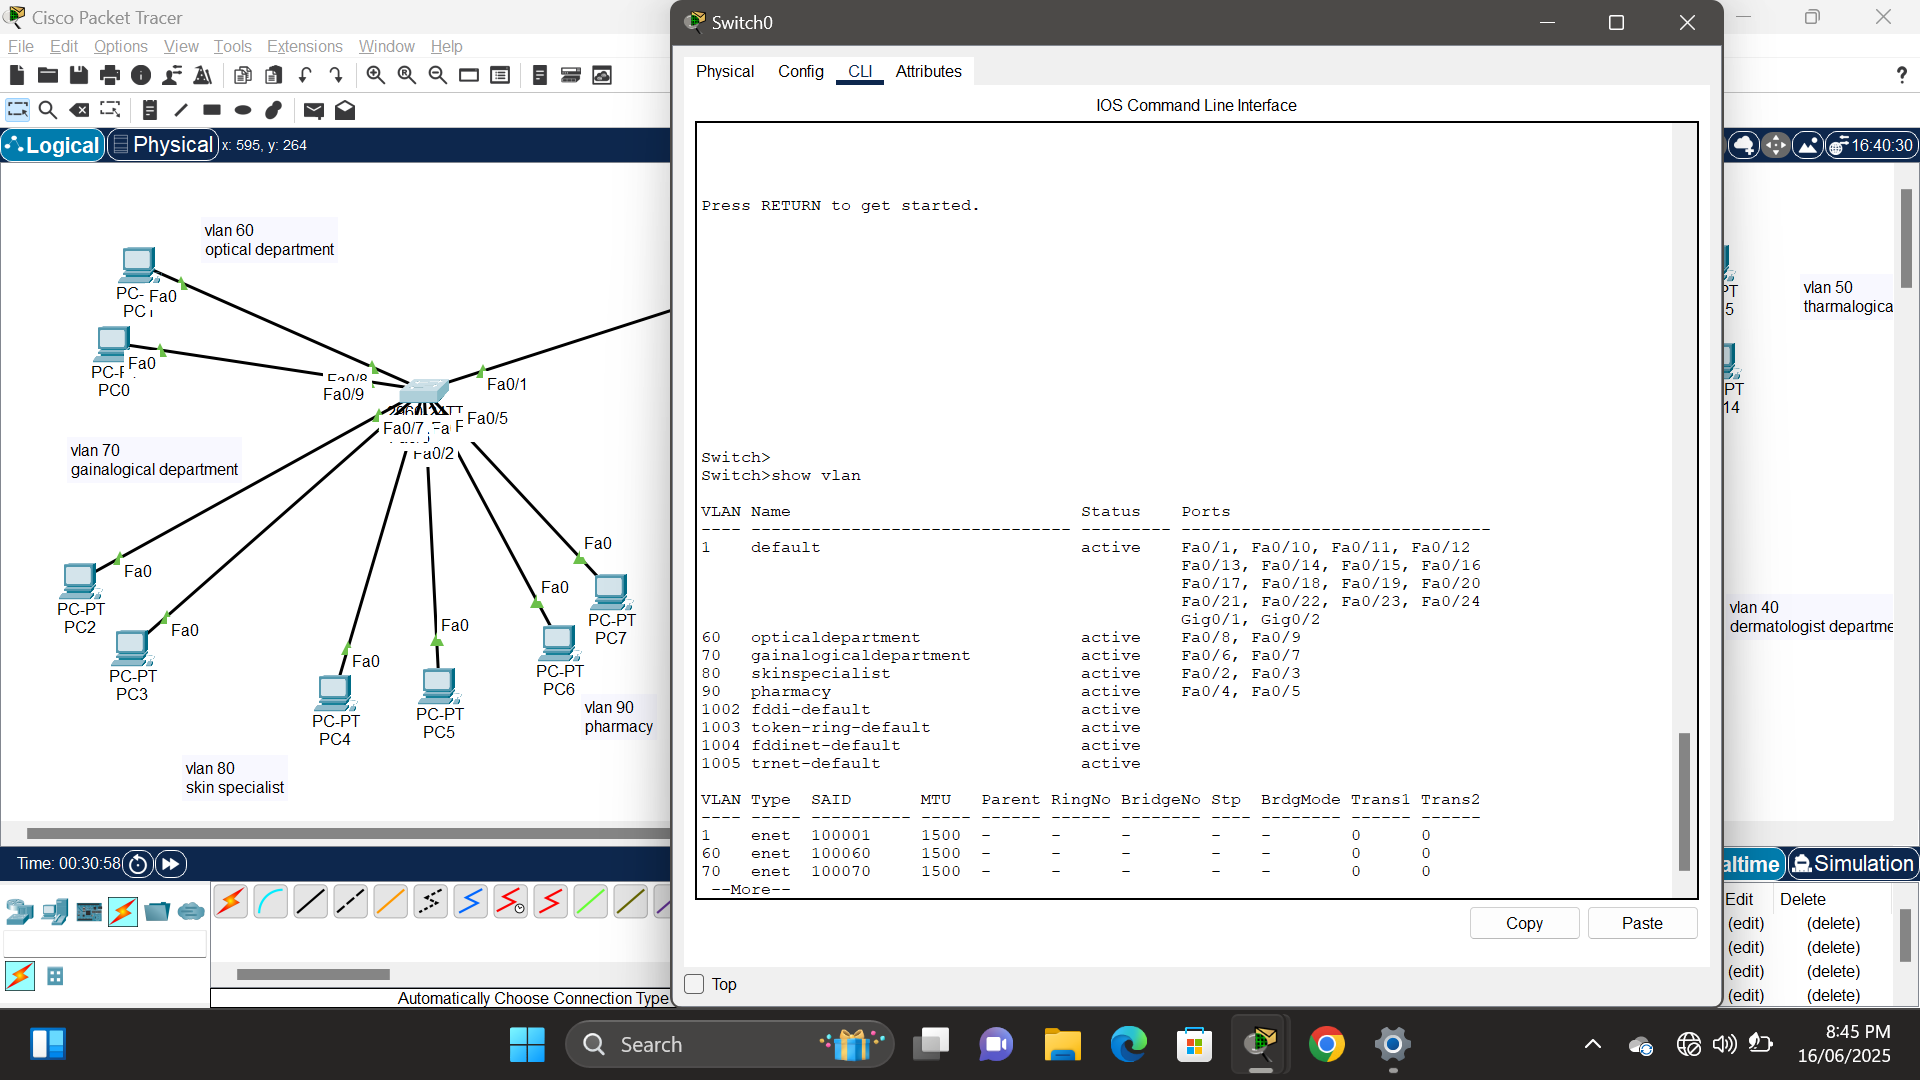 Cisco Packet Tracer
File Edit Options View Tools Extensions Window Help
Logical Physical x: 595, y: 264
16:40:30
vlan 60
optical department
PC- Fa0
PC
Fa0
PC0
Fa0/8
Fa0/9
Fa0/1
Fa0/5
Fa0/7
Fa0/2
vlan 70
gainalogical department
Fa0
PC-PT
PC2
Fa0
PC-PT
PC3
Fa0
PC-PT
PC4
Fa0
PC-PT
PC5
Fa0
PC-PT
PC6
Fa0
PC-PT
PC7
vlan 90
pharmacy
vlan 80
skin specialist
vlan 50
tharmalogica
PT
5
PT
14
vlan 40
dermatologist departme
Switch0
Physical Config CLI Attributes
IOS Command Line Interface
Press RETURN to get started.
Switch>
Switch>show vlan
VLAN Name Status Ports
---- -------------------------------- --------- -------------------------------
1 default active Fa0/1, Fa0/10, Fa0/11, Fa0/12
Fa0/13, Fa0/14, Fa0/15, Fa0/16
Fa0/17, Fa0/18, Fa0/19, Fa0/20
Fa0/21, Fa0/22, Fa0/23, Fa0/24
Gig0/1, Gig0/2
60 opticaldepartment active Fa0/8, Fa0/9
70 gainalogicaldepartment active Fa0/6, Fa0/7
80 skinspecialist active Fa0/2, Fa0/3
90 pharmacy active Fa0/4, Fa0/5
1002 fddi-default active
1003 token-ring-default active
1004 fddinet-default active
1005 trnet-default active
VLAN Type SAID MTU Parent RingNo BridgeNo Stp BrdgMode Trans1 Trans2
---- ----- ---------- ----- ------ ------ -------- ---- -------- ------ ------
1 enet 100001 1500 - - - - - 0 0
60 enet 100060 1500 - - - - - 0 0
70 enet 100070 1500 - - - - - 0 0
--More--
Copy Paste
Top
Time: 00:30:58
altime Simulation
Edit Delete
(edit) (delete)
(edit) (delete)
(edit) (delete)
(edit) (delete)
Automatically Choose Connection Type
Search
8:45 PM
16/06/2025